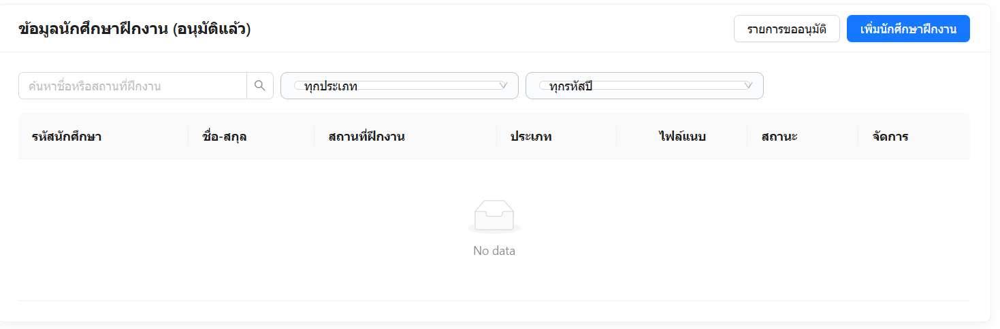 ข้อมูลนักศึกษาฝึกงาน (อนุมัติแล้ว)
รายการขออนุมัติ
เพิ่มนักศึกษาฝึกงาน
ค้นหาชื่อหรือสถานที่ฝึกงาน
ทุกประเภท
ทุกรหัสปี
รหัสนักศึกษา ชื่อ-สกุล สถานที่ฝึกงาน ประเภท ไฟล์แนบ สถานะ จัดการ
No data